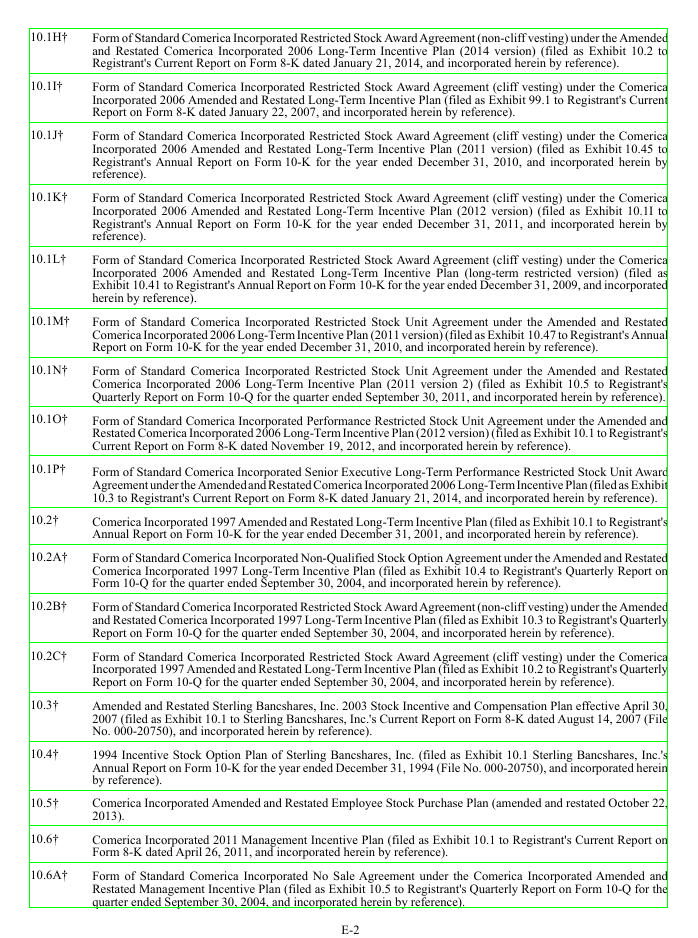 10.1H† Form of Standard Comerica Incorporated Restricted Stock Award Agreement (non-cliff vesting) under the Amended
and Restated Comerica Incorporated 2006 Long-Term Incentive Plan (2014 version) (filed as Exhibit 10.2 to
Registrant's Current Report on Form 8-K dated January 21, 2014, and incorporated herein by reference).
10.1I† Form of Standard Comerica Incorporated Restricted Stock Award Agreement (cliff vesting) under the Comerica
Incorporated 2006 Amended and Restated Long-Term Incentive Plan (filed as Exhibit 99.1 to Registrant's Current
Report on Form 8-K dated January 22, 2007, and incorporated herein by reference).
10.1J† Form of Standard Comerica Incorporated Restricted Stock Award Agreement (cliff vesting) under the Comerica
Incorporated 2006 Amended and Restated Long-Term Incentive Plan (2011 version) (filed as Exhibit 10.45 to
Registrant's Annual Report on Form 10-K for the year ended December 31, 2010, and incorporated herein by
reference).
10.1K† Form of Standard Comerica Incorporated Restricted Stock Award Agreement (cliff vesting) under the Comerica
Incorporated 2006 Amended and Restated Long-Term Incentive Plan (2012 version) (filed as Exhibit 10.1I to
Registrant's Annual Report on Form 10-K for the year ended December 31, 2011, and incorporated herein by
reference).
10.1L† Form of Standard Comerica Incorporated Restricted Stock Award Agreement (cliff vesting) under the Comerica
Incorporated 2006 Amended and Restated Long-Term Incentive Plan (long-term restricted version) (filed as
Exhibit 10.41 to Registrant's Annual Report on Form 10-K for the year ended December 31, 2009, and incorporated
herein by reference).
10.1M† Form of Standard Comerica Incorporated Restricted Stock Unit Agreement under the Amended and Restated
Comerica Incorporated 2006 Long-Term Incentive Plan (2011 version) (filed as Exhibit 10.47 to Registrant's Annual
Report on Form 10-K for the year ended December 31, 2010, and incorporated herein by reference).
10.1N† Form of Standard Comerica Incorporated Restricted Stock Unit Agreement under the Amended and Restated
Comerica Incorporated 2006 Long-Term Incentive Plan (2011 version 2) (filed as Exhibit 10.5 to Registrant's
Quarterly Report on Form 10-Q for the quarter ended September 30, 2011, and incorporated herein by reference).
10.1O† Form of Standard Comerica Incorporated Performance Restricted Stock Unit Agreement under the Amended and
Restated Comerica Incorporated 2006 Long-Term Incentive Plan (2012 version) (filed as Exhibit 10.1 to Registrant's
Current Report on Form 8-K dated November 19, 2012, and incorporated herein by reference).
10.1P† Form of Standard Comerica Incorporated Senior Executive Long-Term Performance Restricted Stock Unit Award
Agreement under the Amended and Restated Comerica Incorporated 2006 Long-Term Incentive Plan (filed as Exhibit
10.3 to Registrant's Current Report on Form 8-K dated January 21, 2014, and incorporated herein by reference).
10.2† Comerica Incorporated 1997 Amended and Restated Long-Term Incentive Plan (filed as Exhibit 10.1 to Registrant's
Annual Report on Form 10-K for the year ended December 31, 2001, and incorporated herein by reference).
10.2A† Form of Standard Comerica Incorporated Non-Qualified Stock Option Agreement under the Amended and Restated
Comerica Incorporated 1997 Long-Term Incentive Plan (filed as Exhibit 10.4 to Registrant's Quarterly Report on
Form 10-Q for the quarter ended September 30, 2004, and incorporated herein by reference).
10.2B† Form of Standard Comerica Incorporated Restricted Stock Award Agreement (non-cliff vesting) under the Amended
and Restated Comerica Incorporated 1997 Long-Term Incentive Plan (filed as Exhibit 10.3 to Registrant's Quarterly
Report on Form 10-Q for the quarter ended September 30, 2004, and incorporated herein by reference).
10.2C† Form of Standard Comerica Incorporated Restricted Stock Award Agreement (cliff vesting) under the Comerica
Incorporated 1997 Amended and Restated Long-Term Incentive Plan (filed as Exhibit 10.2 to Registrant's Quarterly
Report on Form 10-Q for the quarter ended September 30, 2004, and incorporated herein by reference).
10.3† Amended and Restated Sterling Bancshares, Inc. 2003 Stock Incentive and Compensation Plan effective April 30,
2007 (filed as Exhibit 10.1 to Sterling Bancshares, Inc.'s Current Report on Form 8-K dated August 14, 2007 (File
No. 000-20750), and incorporated herein by reference).
10.4† 1994 Incentive Stock Option Plan of Sterling Bancshares, Inc. (filed as Exhibit 10.1 Sterling Bancshares, Inc.'s
Annual Report on Form 10-K for the year ended December 31, 1994 (File No. 000-20750), and incorporated herein
by reference).
10.5† Comerica Incorporated Amended and Restated Employee Stock Purchase Plan (amended and restated October 22,
2013).
10.6† Comerica Incorporated 2011 Management Incentive Plan (filed as Exhibit 10.1 to Registrant's Current Report on
Form 8-K dated April 26, 2011, and incorporated herein by reference).
10.6A† Form of Standard Comerica Incorporated No Sale Agreement under the Comerica Incorporated Amended and
Restated Management Incentive Plan (filed as Exhibit 10.5 to Registrant's Quarterly Report on Form 10-Q for the
quarter ended September 30, 2004, and incorporated herein by reference).
E-2